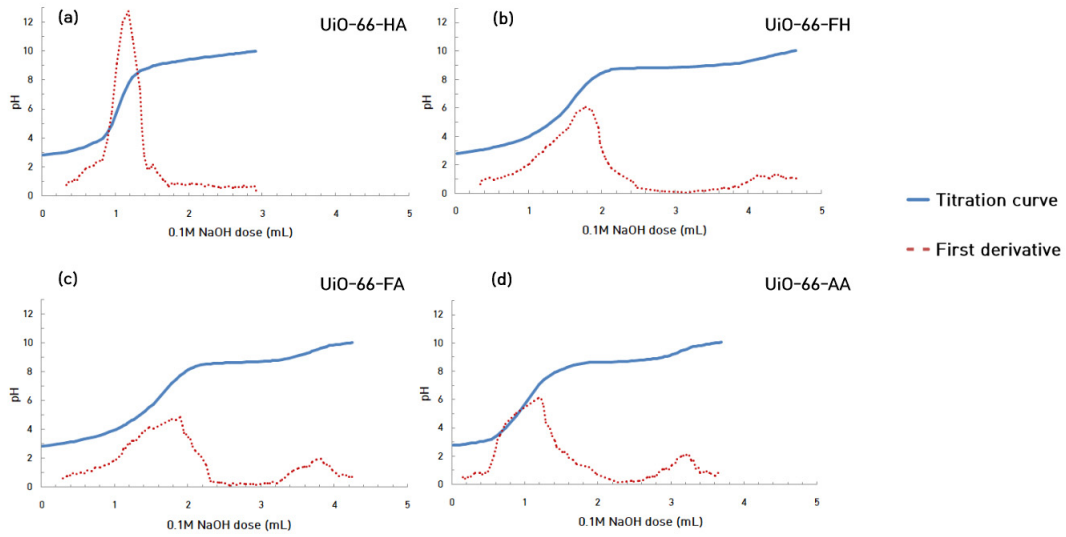 (a)
UiO-66-HA
12
10
8
6
4
2
0
pH
0 1 2 3 4 5
0.1M NaOH dose (mL)
(b)
UiO-66-FH
12
10
8
6
4
2
0
pH
0 1 2 3 4 5
0.1M NaOH dose (mL)
Titration curve
First derivative
(c)
UiO-66-FA
12
10
8
6
4
2
0
pH
0 1 2 3 4 5
0.1M NaOH dose (mL)
(d)
UiO-66-AA
12
10
8
6
4
2
0
pH
0 1 2 3 4 5
0.1M NaOH dose (mL)